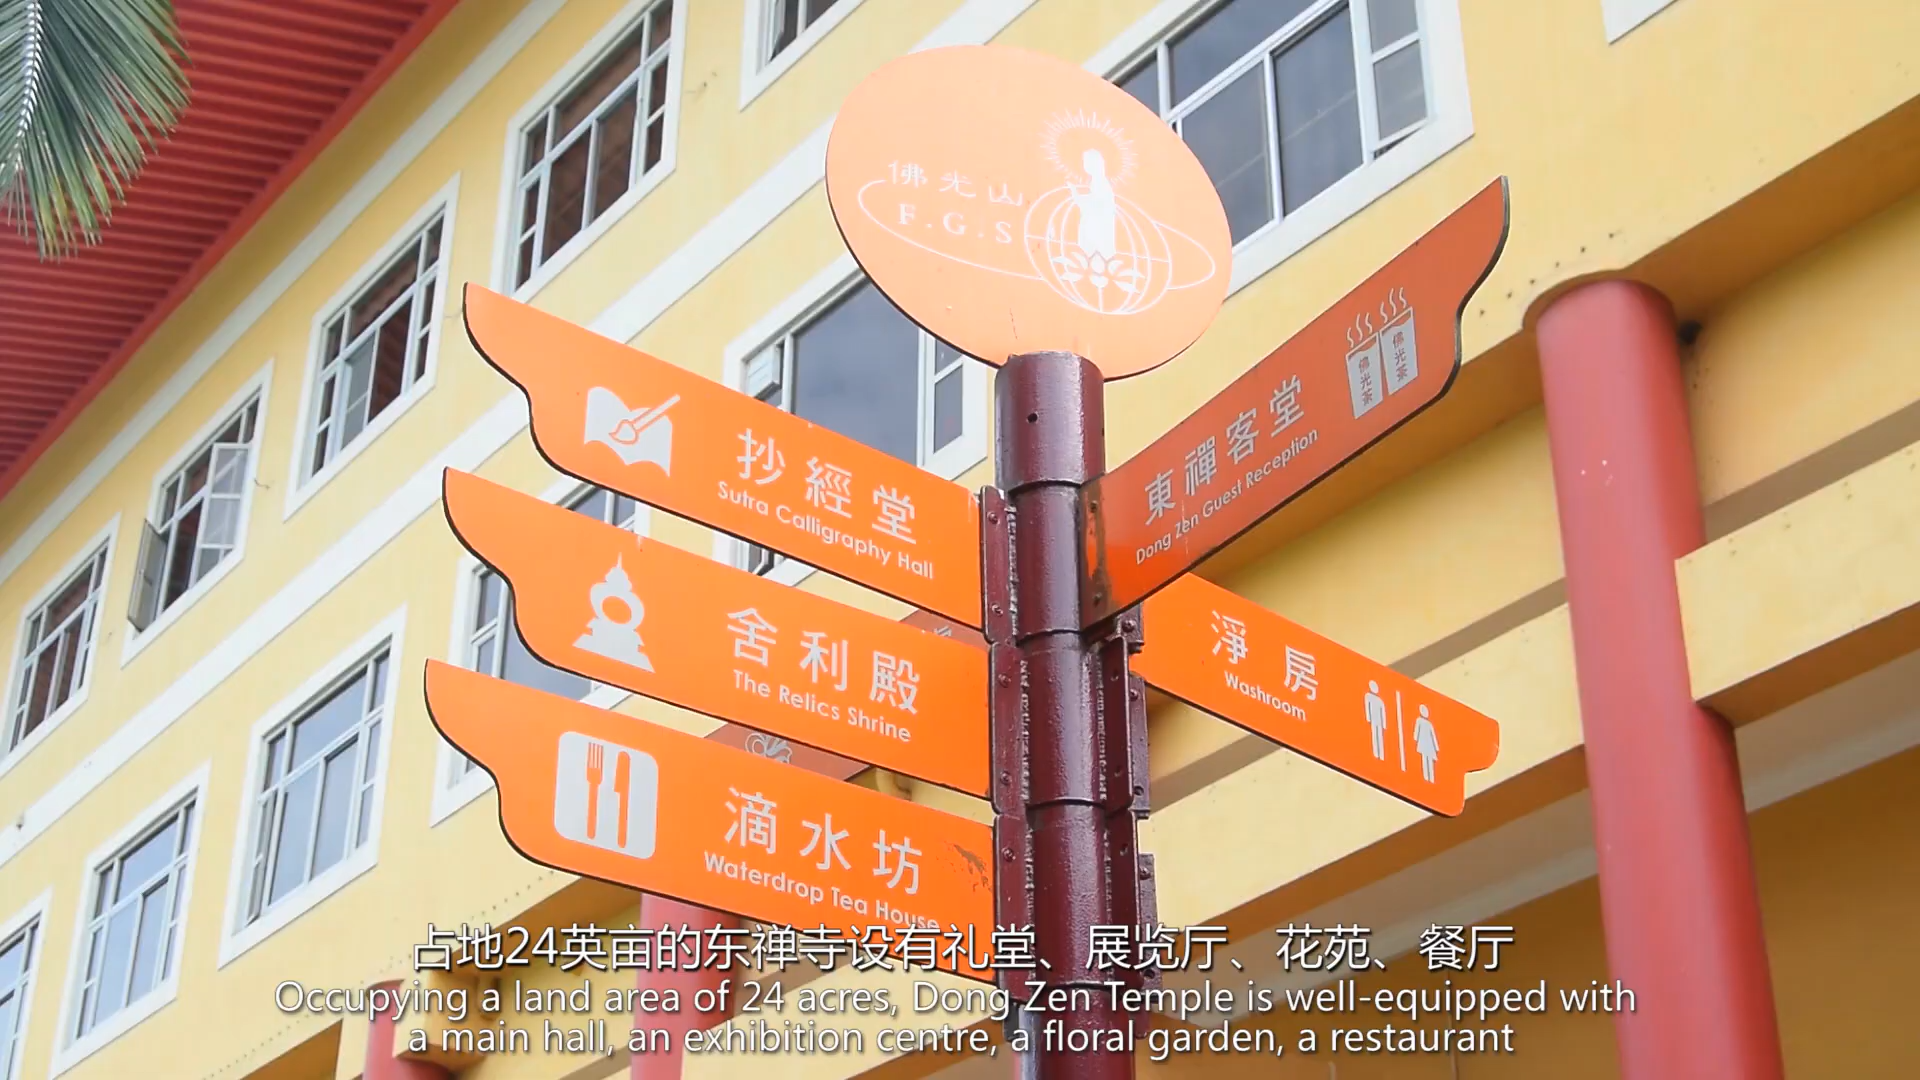 佛光山
F.G.S
抄經堂
Sutra Calligraphy Hall
舍利殿
The Relics Shrine
滴水坊
Waterdrop Tea House
東禪客堂
Dong Zen Guest Reception
佛光茶
佛光茶
淨房
Washroom
占地24英亩的东禅寺设有礼堂、展览厅、花苑、餐厅
Occupying a land area of 24 acres, Dong Zen Temple is well-equipped with
a main hall, an exhibition centre, a floral garden, a restaurant